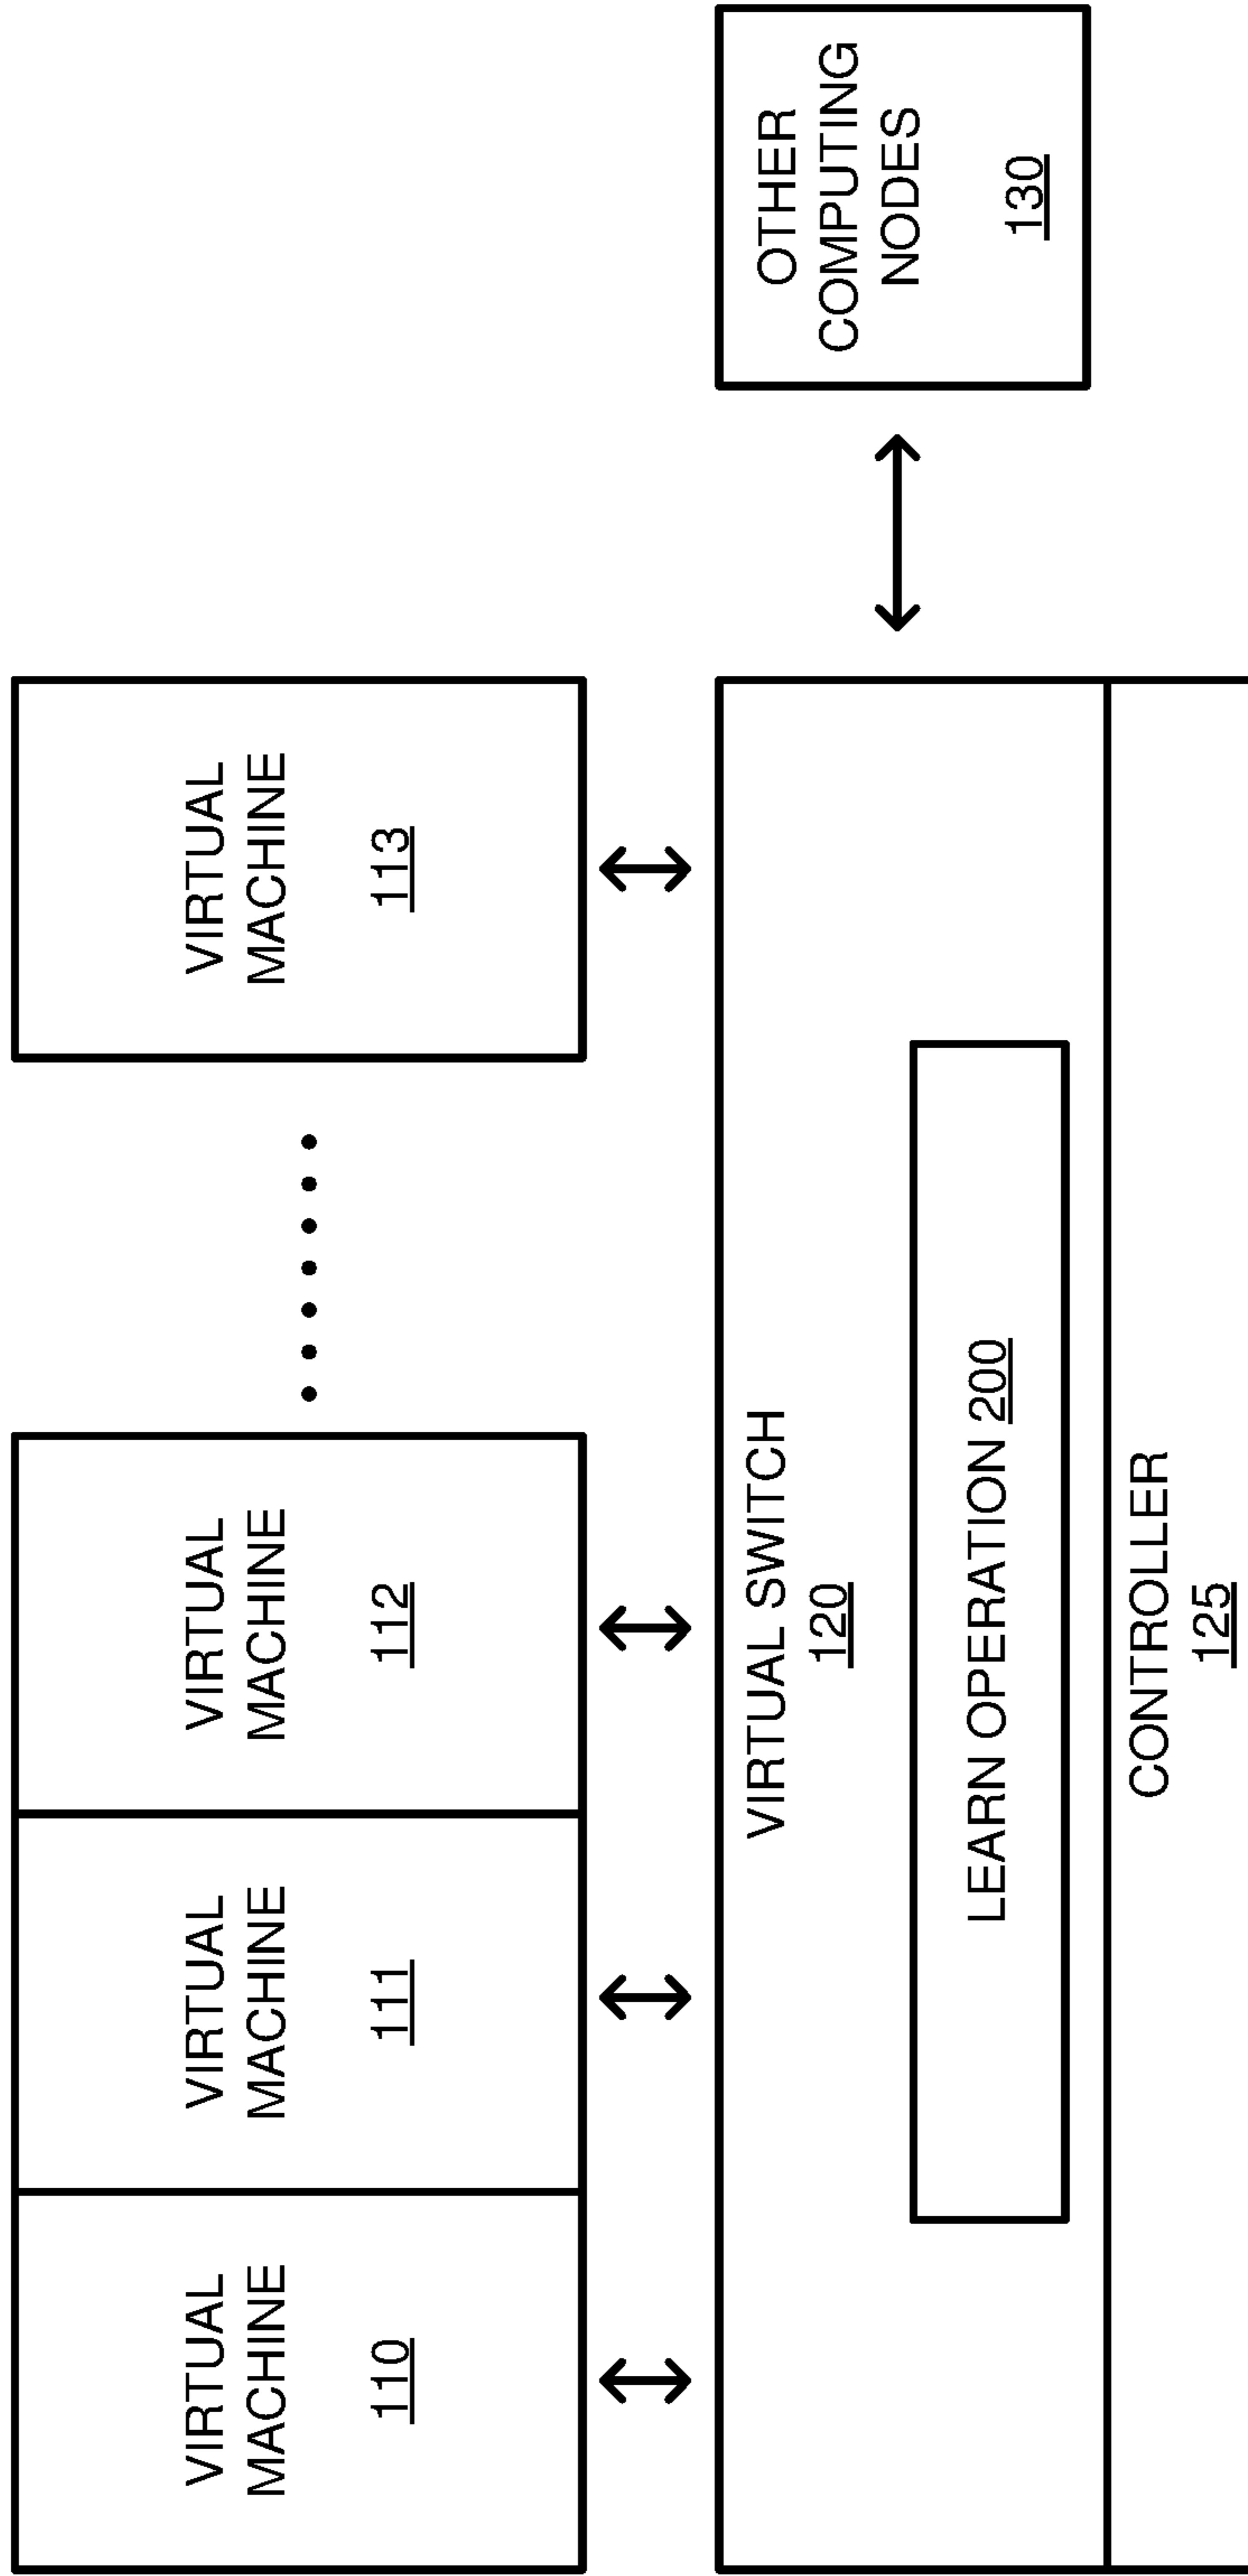 VIRTUAL
MACHINE
110
VIRTUAL
MACHINE
111
VIRTUAL
MACHINE
112
VIRTUAL
MACHINE
113
VIRTUAL SWITCH
120
LEARN OPERATION 200
CONTROLLER
125
OTHER
COMPUTING
NODES
130